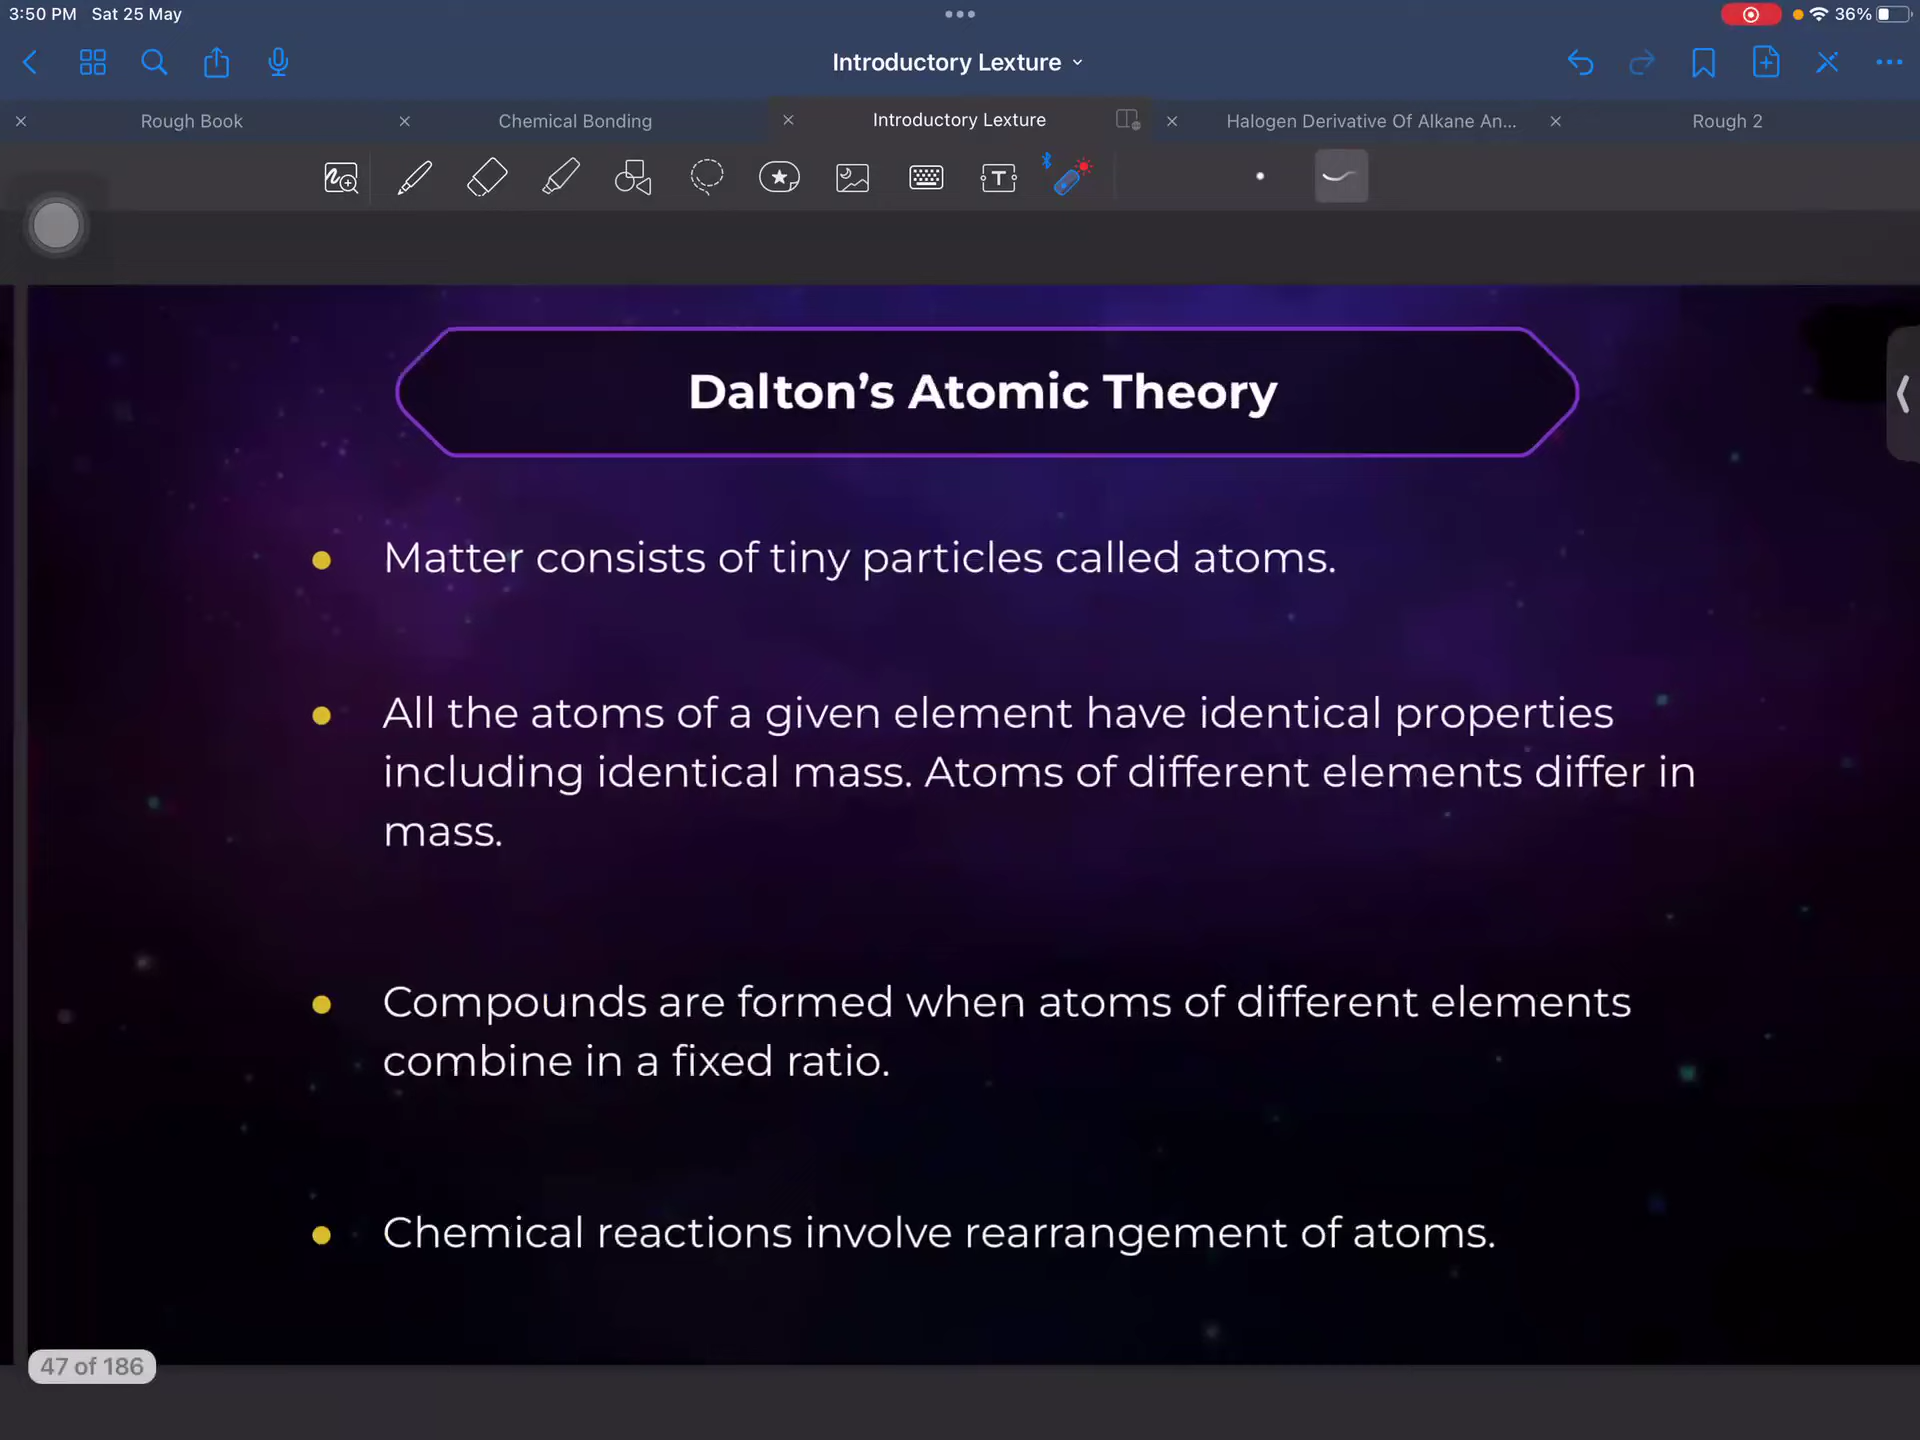 3:50 PM Sat 25 May
36%
Introductory Lexture
Rough Book
Chemical Bonding
Introductory Lexture
Halogen Derivative Of Alkane An...
Rough 2
Dalton’s Atomic Theory
Matter consists of tiny particles called atoms.
All the atoms of a given element have identical properties
including identical mass. Atoms of different elements differ in
mass.
Compounds are formed when atoms of different elements
combine in a fixed ratio.
Chemical reactions involve rearrangement of atoms.
47 of 186